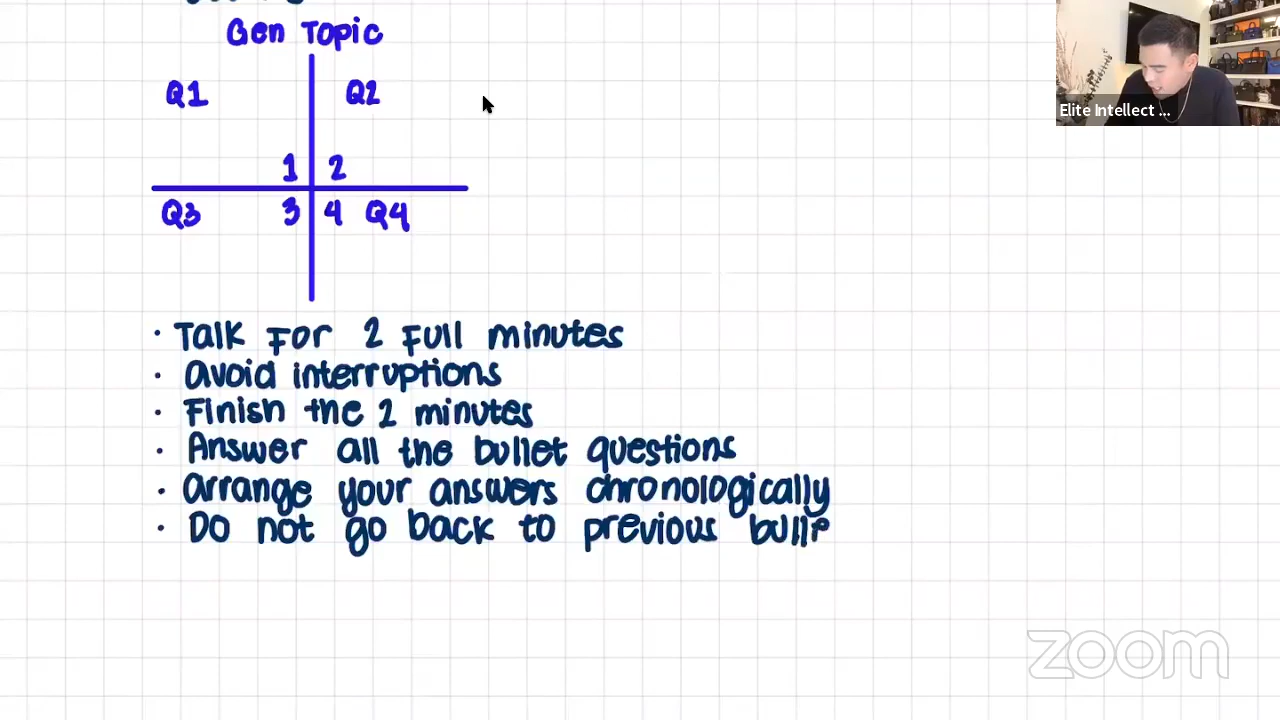 Gen Topic
Q1
Q2
1
2
Q3
3
4
Q4
· Talk For 2 Full minutes
· avoid interruptions
· Finish the 2 minutes
· Answer all the bullet questions
· arrange your answers chronologically
· Do not go back to previous
Elite Intellect ...
zoom